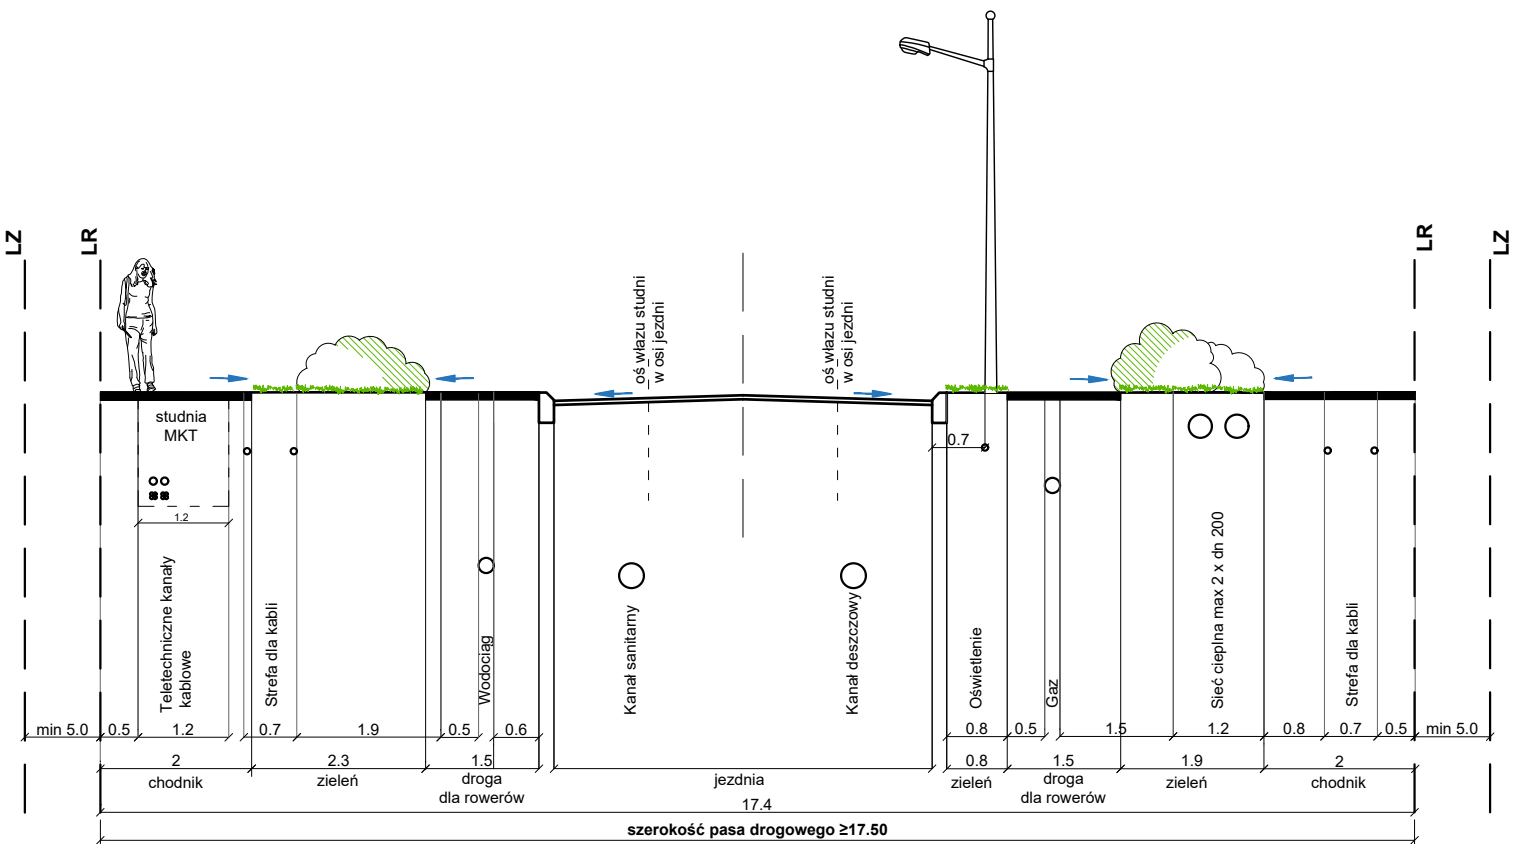 LZ
LR
LR
LZ
oś włazu studni
w osi jezdni
oś włazu studni
w osi jezdni
studnia
MKT
0.7
1.2
Teletechniczne kanały
kablowe
Strefa dla kabli
Wodociąg
Kanał sanitarny
Kanał deszczowy
Oświetlenie
Gaz
Sieć cieplna max 2 x dn 200
Strefa dla kabli
min 5.0
0.5
1.2
0.7
1.9
0.5
0.6
0.8
0.5
1.5
1.2
0.8
0.7
0.5
min 5.0
2
2.3
1.5
0.8
1.5
1.9
2
chodnik
zieleń
droga
dla rowerów
jezdnia
zieleń
droga
dla rowerów
zieleń
chodnik
17.4
szerokość pasa drogowego ≥17.50